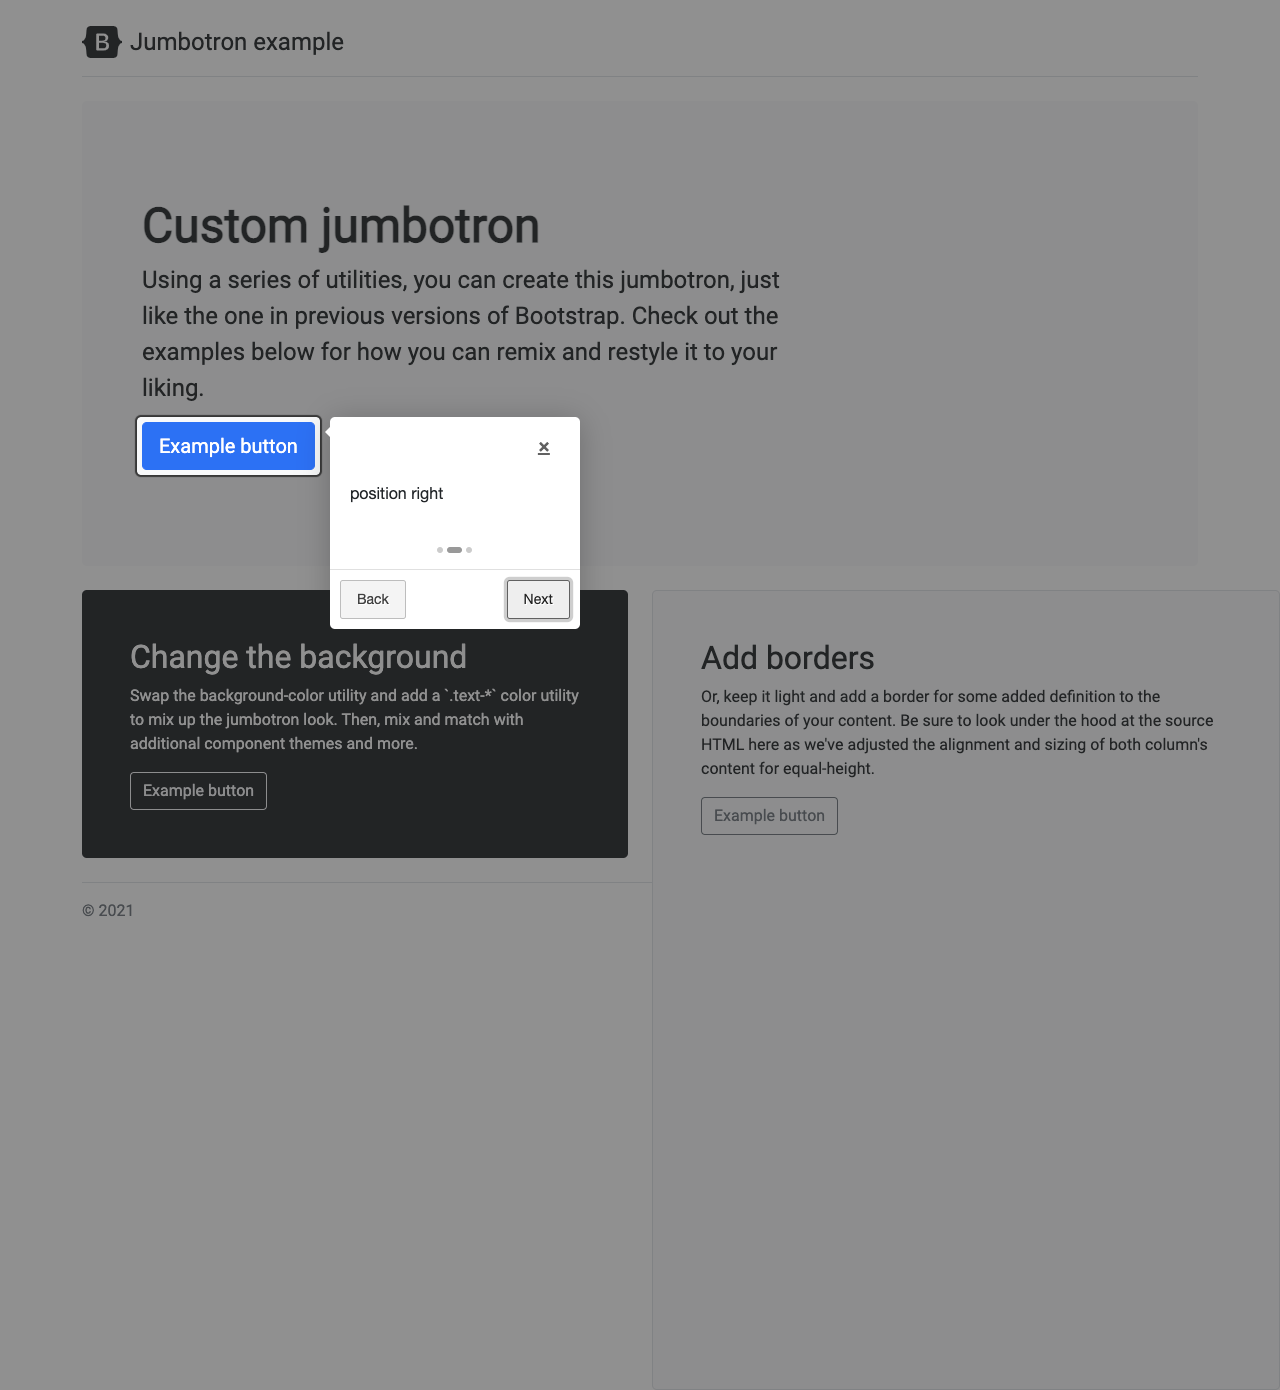 B Jumbotron example
Custom jumbotron
Using a series of utilities, you can create this jumbotron, just
like the one in previous versions of Bootstrap. Check out the
examples below for how you can remix and restyle it to your
liking.
Example button
×
position right
Back
Next
Change the background
Swap the background-color utility and add a `.text-*` color utility
to mix up the jumbotron look. Then, mix and match with
additional component themes and more.
Example button
Add borders
Or, keep it light and add a border for some added definition to the
boundaries of your content. Be sure to look under the hood at the source
HTML here as we've adjusted the alignment and sizing of both column's
content for equal-height.
Example button
© 2021